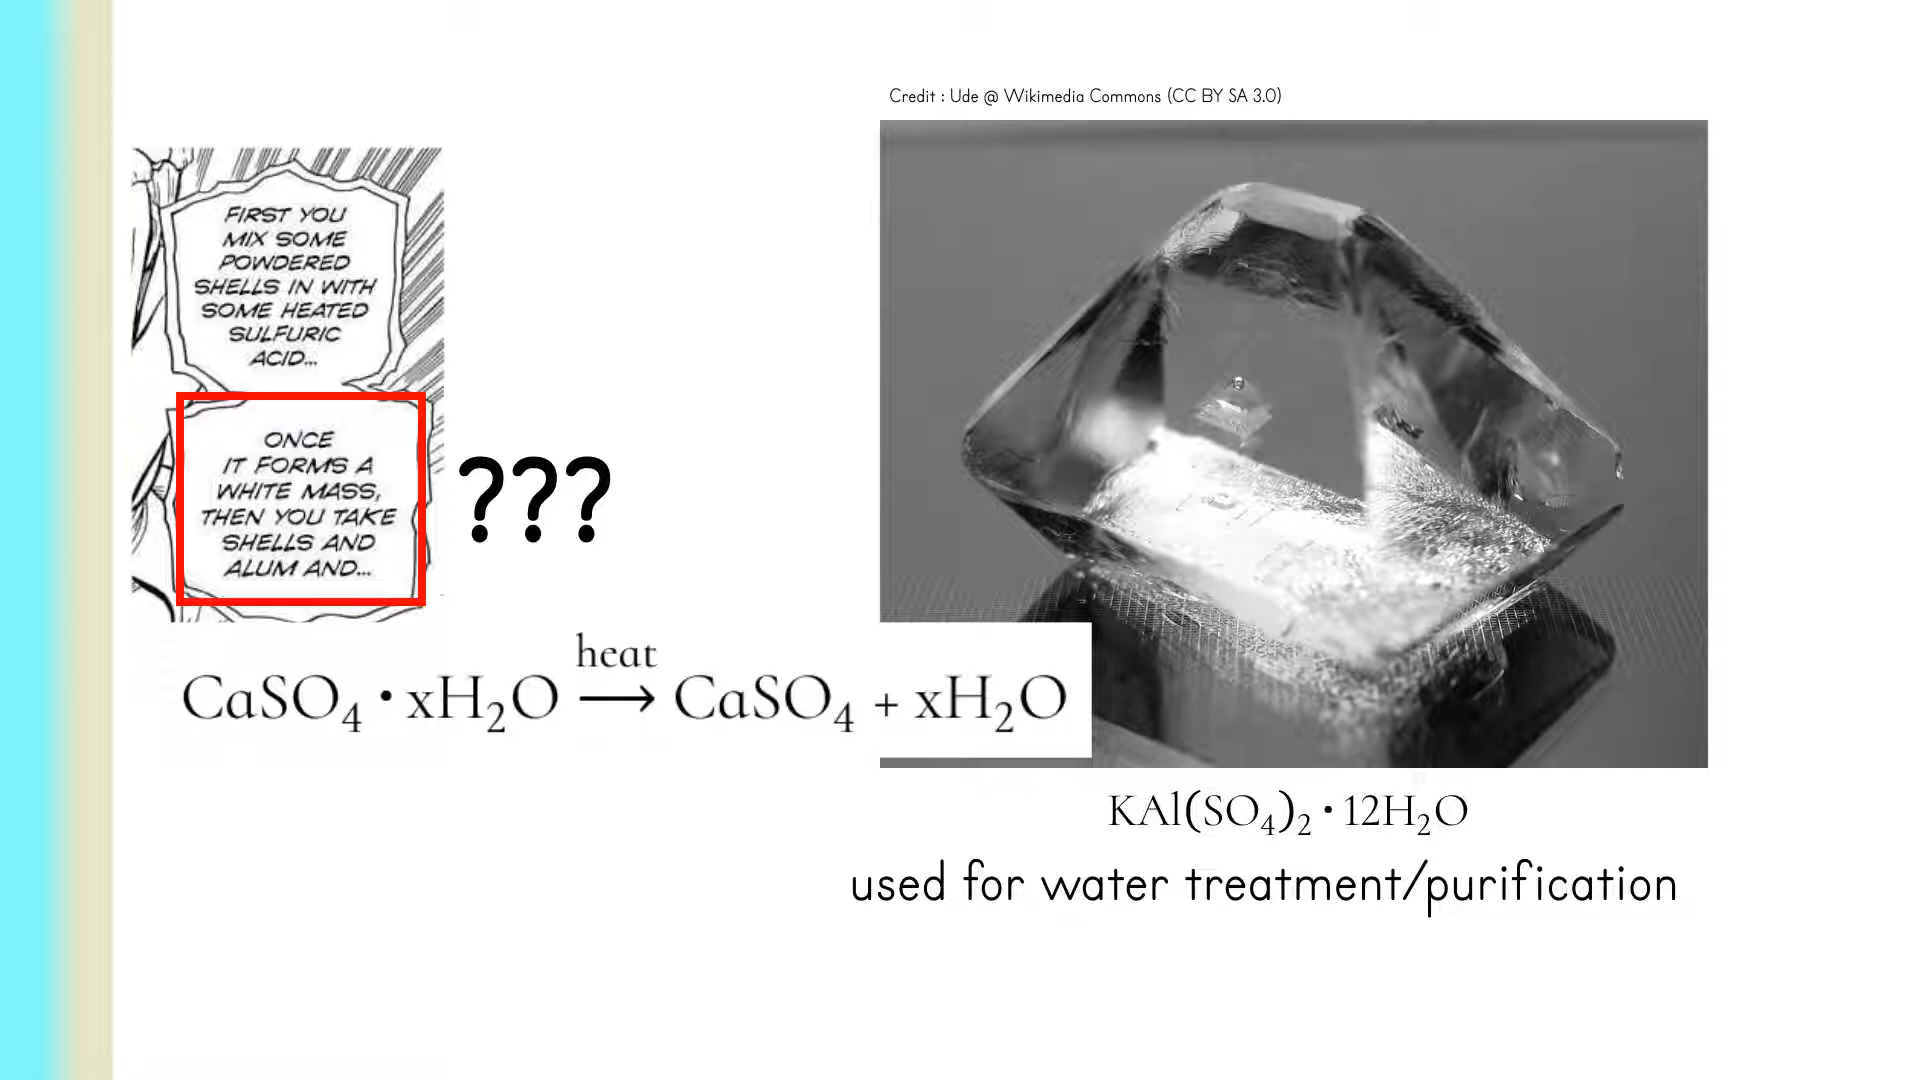 Credit : Ude @ Wikimedia Commons (CC BY SA 3.0)
FIRST YOU
MIX SOME
POWDERED
SHELLS IN WITH
SOME HEATED
SULFURIC
ACID...
ONCE
IT FORMS A
WHITE MASS,
THEN YOU TAKE
SHELLS AND
ALUM AND...
???
heat
CaSO₄ · xH₂O ⟶ CaSO₄ + xH₂O
KAl(SO₄)₂ · 12H₂O
used for water treatment/purification